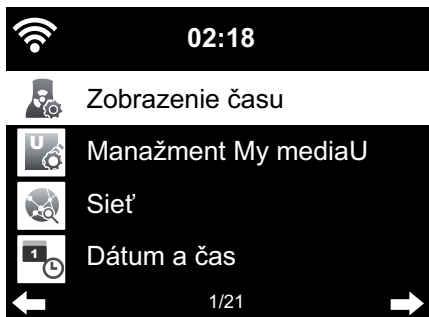 02:18
Zobrazenie času
Manažment My mediaU
Sieť
Dátum a čas
1/21